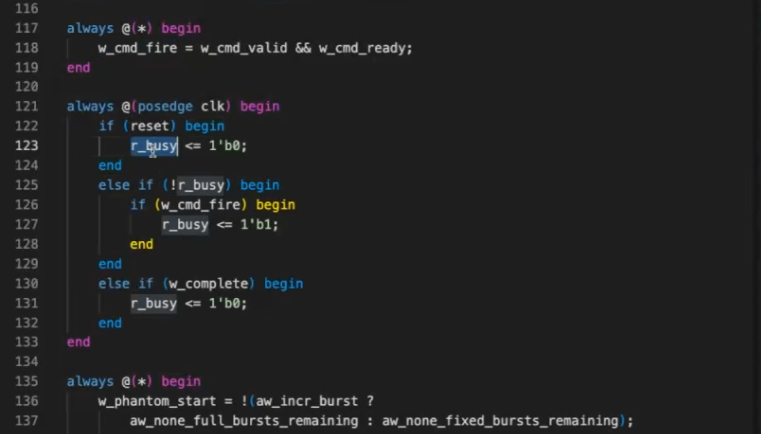 116
117 always @(*) begin
118     w_cmd_fire = w_cmd_valid && w_cmd_ready;
119 end
120
121 always @(posedge clk) begin
122     if (reset) begin
123         r_busy <= 1'b0;
124     end
125     else if (!r_busy) begin
126         if (w_cmd_fire) begin
127             r_busy <= 1'b1;
128         end
129     end
130     else if (w_complete) begin
131         r_busy <= 1'b0;
132     end
133 end
134
135 always @(*) begin
136     w_phantom_start = !(aw_incr_burst ?
137         aw_none_full_bursts_remaining : aw_none_fixed_bursts_remaining);